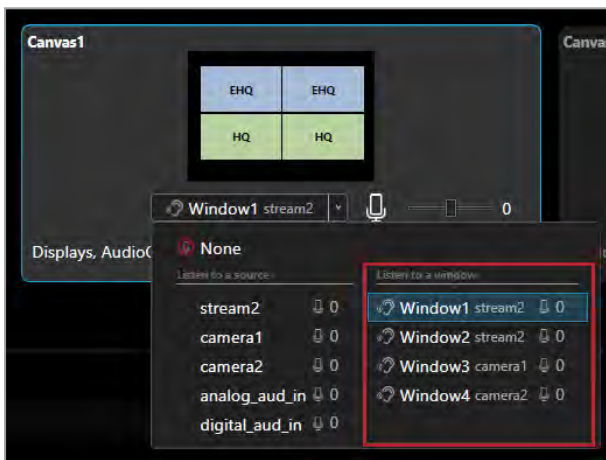 Canvas1
Canva
EHQ EHQ
HQ HQ
Window1 stream2
0
Displays, Audio
None
Listen to a source
Listen to a window
stream2 0
camera1 0
camera2 0
analog_aud_in 0
digital_aud_in 0
Window1 stream2 0
Window2 stream2 0
Window3 camera1 0
Window4 camera2 0